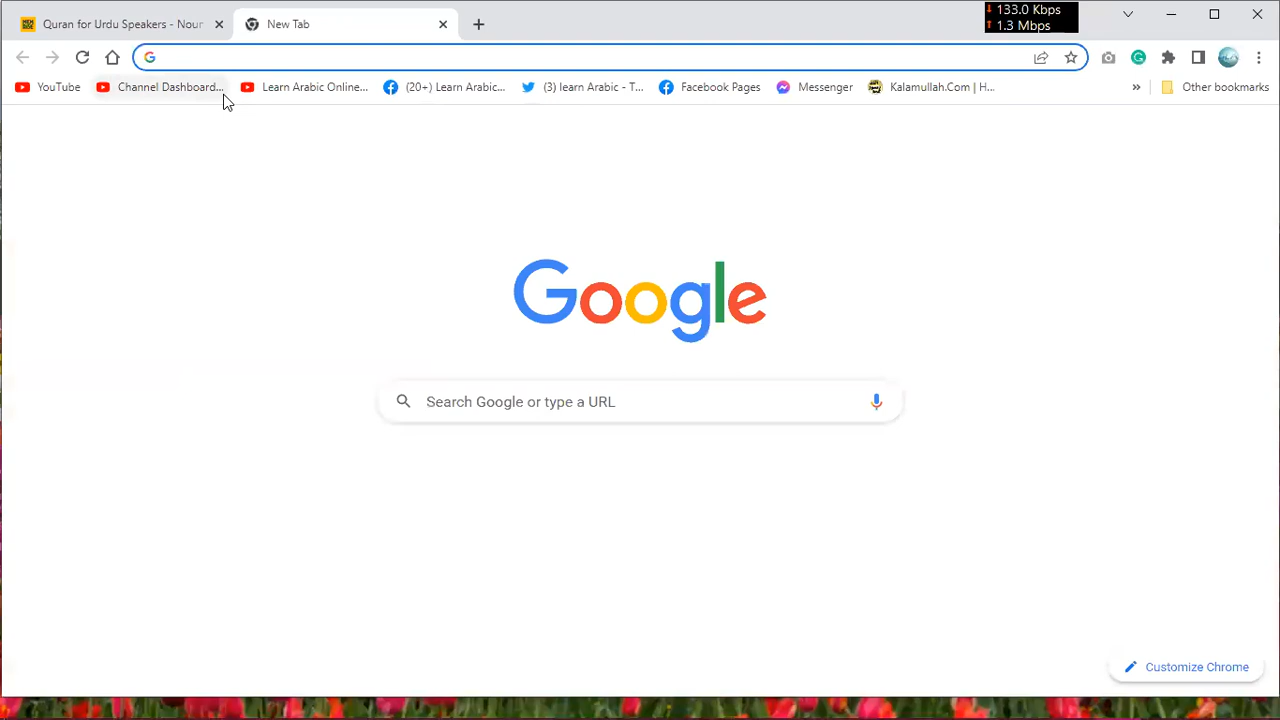 Quran for Urdu Speakers - Nour
New Tab
133.0 Kbps
1.3 Mbps
YouTube
Channel Dashboard...
Learn Arabic Online...
(20+) Learn Arabic...
(3) learn Arabic - T...
Facebook Pages
Messenger
Kalamullah.Com | H...
Other bookmarks
Google
Search Google or type a URL
Customize Chrome